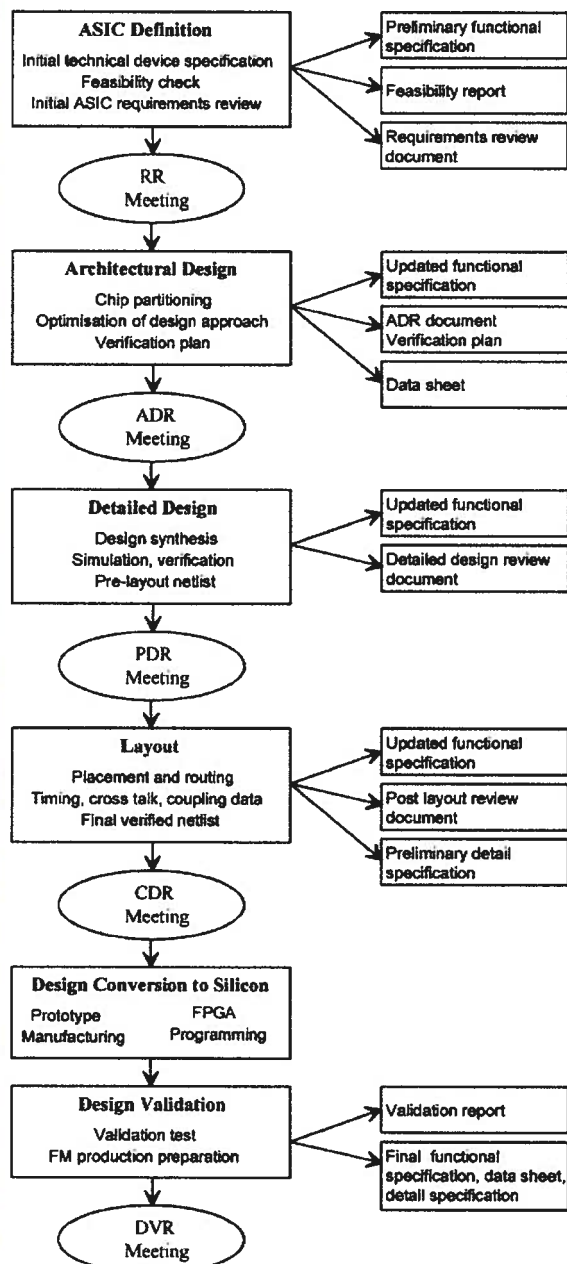 ASIC Definition
Initial technical device specification
Feasibility check
Initial ASIC requirements review
Preliminary functional
specification
Feasibility report
Requirements review
document
RR
Meeting
Architectural Design
Chip partitioning
Optimisation of design approach
Verification plan
Updated functional
specification
ADR document
Verification plan
Data sheet
ADR
Meeting
Detailed Design
Design synthesis
Simulation, verification
Pre-layout netlist
Updated functional
specification
Detailed design review
document
PDR
Meeting
Layout
Placement and routing
Timing, cross talk, coupling data
Final verified netlist
Updated functional
specification
Post layout review
document
Preliminary detail
specification
CDR
Meeting
Design Conversion to Silicon
Prototype
Manufacturing
FPGA
Programming
Design Validation
Validation test
FM production preparation
Validation report
Final functional
specification, data sheet,
detail specification
DVR
Meeting